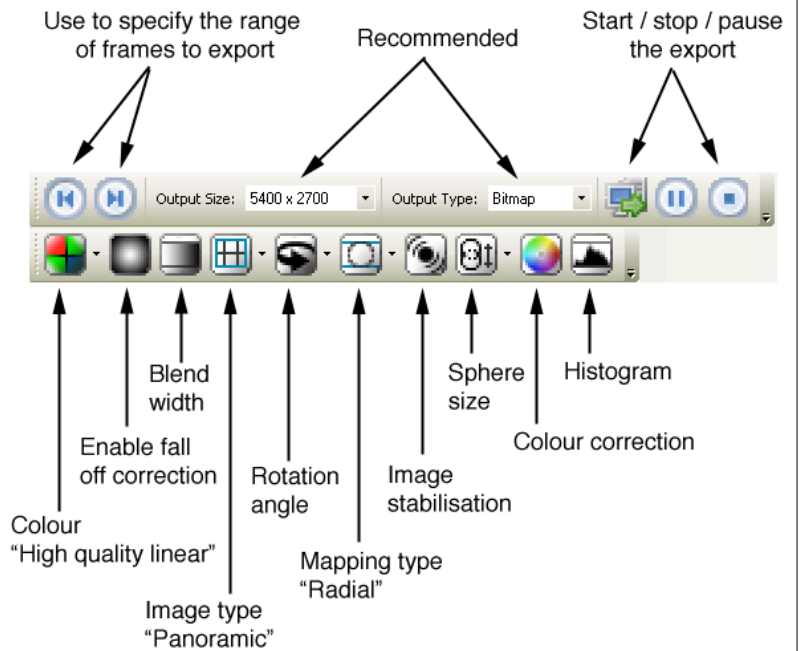 Use to specify the range
of frames to export
Recommended
Start / stop / pause
the export
Output Size: 5400 x 2700
Output Type: Bitmap
Blend
width
Sphere
size
Histogram
Enable fall
off correction
Rotation
angle
Image
stabilisation
Colour correction
Colour
“High quality linear”
Mapping type
“Radial”
Image type
“Panoramic”